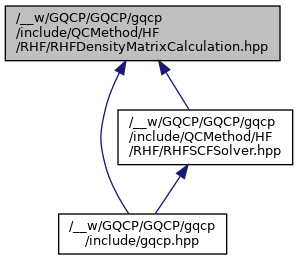 /__w/GQCP/GQCP/gqcp
/include/QCMethod/HF
/RHF/RHFDensityMatrixCalculation.hpp
/__w/GQCP/GQCP/gqcp
/include/QCMethod/HF
/RHF/RHFSCFSolver.hpp
/__w/GQCP/GQCP/gqcp
/include/gqcp.hpp